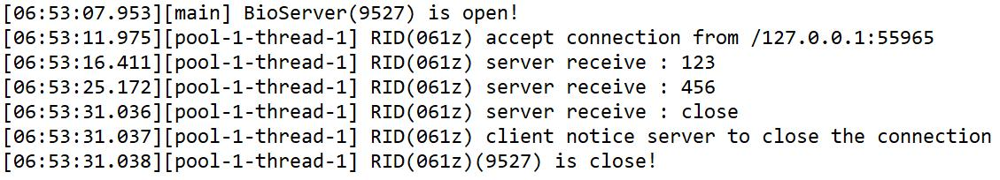 [06:53:07.953][main] BioServer(9527) is open!
[06:53:11.975][pool-1-thread-1] RID(061z) accept connection from /127.0.0.1:55965
[06:53:16.411][pool-1-thread-1] RID(061z) server receive : 123
[06:53:25.172][pool-1-thread-1] RID(061z) server receive : 456
[06:53:31.036][pool-1-thread-1] RID(061z) server receive : close
[06:53:31.037][pool-1-thread-1] RID(061z) client notice server to close the connection
[06:53:31.038][pool-1-thread-1] RID(061z)(9527) is close!